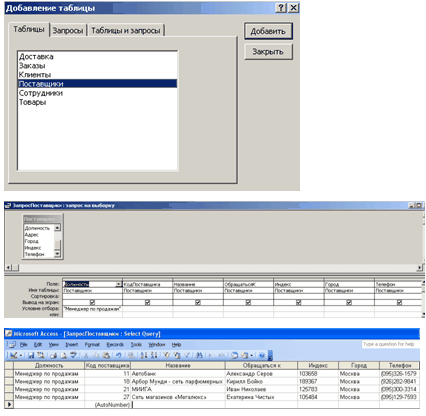 Добавление таблицы
Таблицы Запросы Таблицы и запросы
Добавить
Закрыть
Доставка
Заказы
Клиенты
Поставщики
Сотрудники
Товары
ЗапросПоставщики : запрос на выборку
Поставщики
Должность
Адрес
Город
Индекс
Телефон
Поле: Должность КодПоставщика Название ОбращатьсяК Индекс Город Телефон
Имя таблицы: Поставщики Поставщики Поставщики Поставщики Поставщики Поставщики Поставщики
Сортировка:
Вывод на экран:
Условие отбора: "Менеджер по продажам"
или:
Microsoft Access - [ЗапросПоставщики : Select Query]
File Edit View Insert Format Records Tools Window Help Type a question for help
Должность Код поставщика Название Обращаться к Индекс Город Телефон
Менеджер по продажам 11 Автобанк Александр Серов 103658 Москва (095)326-1579
Менеджер по продажам 18 Арбор Мунди - сеть парфюмерных Кирилл Бойко 189367 Москва (926)282-9841
Менеджер по продажам 21 МИИГА Иван Николаев 125783 Москва (095)300-3314
Менеджер по продажам 27 Сеть магазинов «Мегалюкс» Екатерина Чистых 105484 Москва (095)129-7593
(AutoNumber)